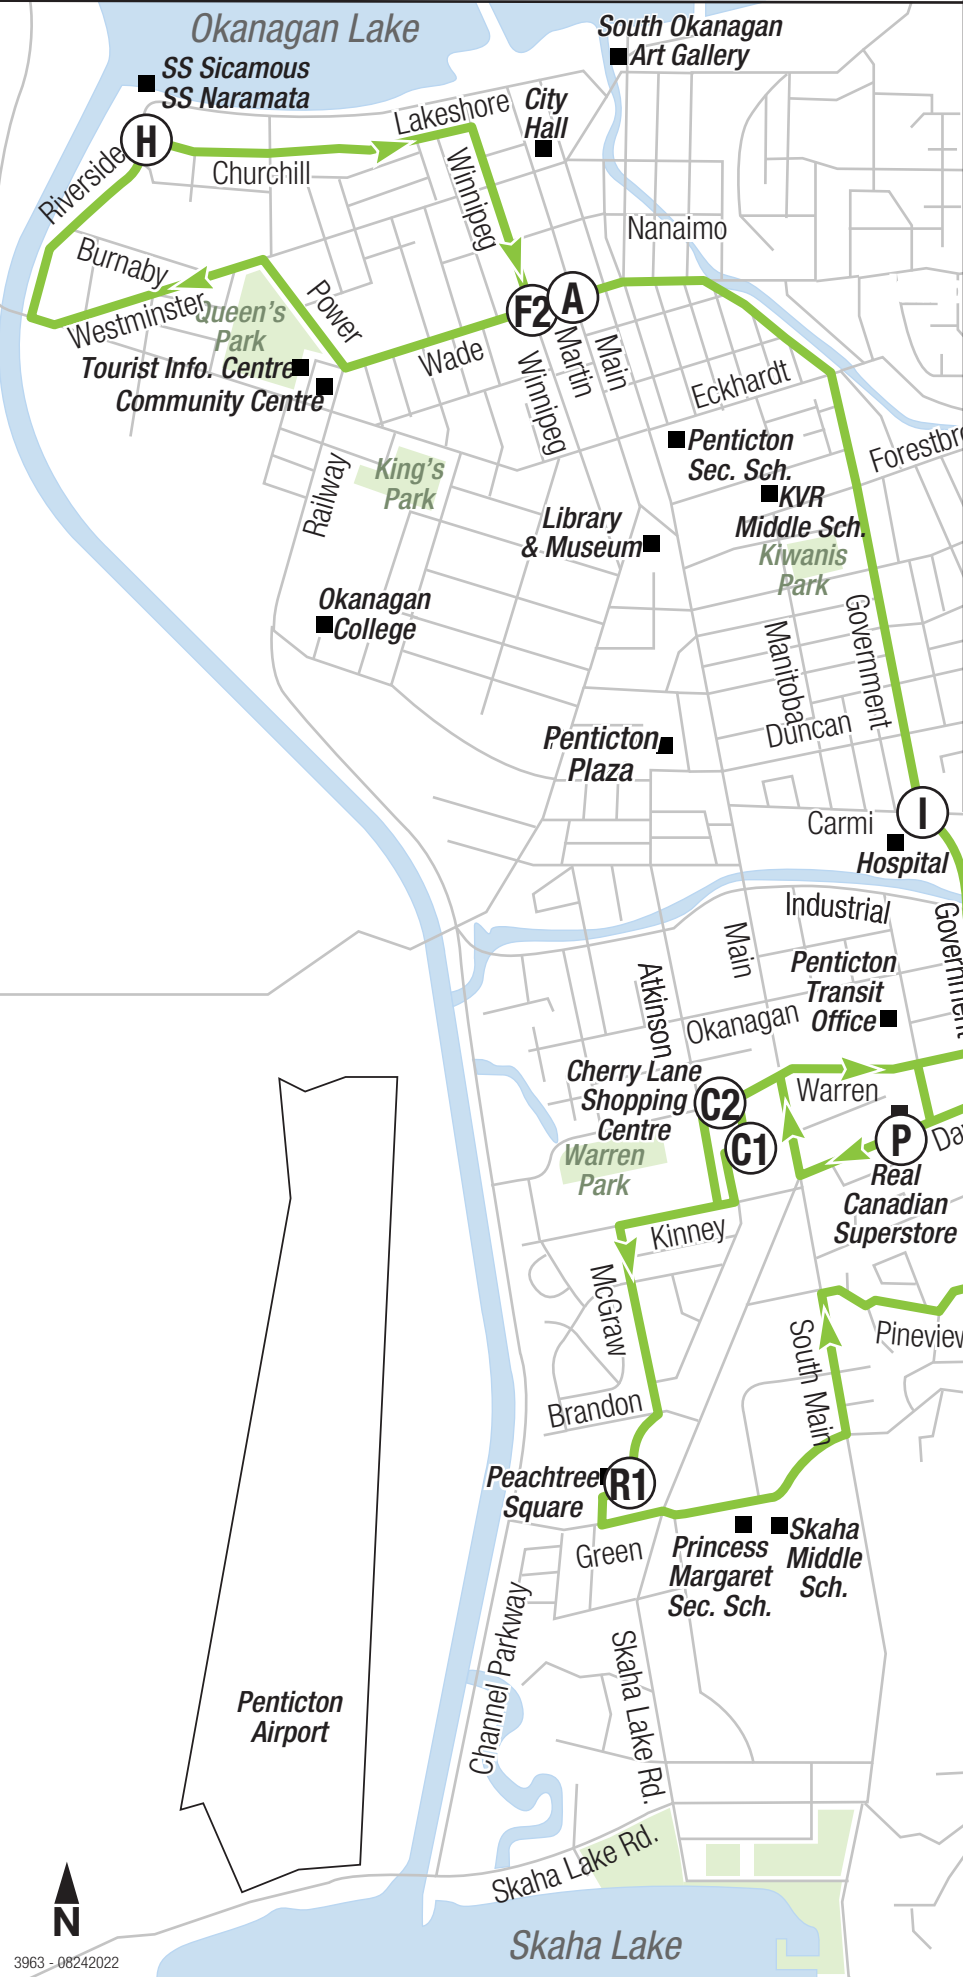 Okanagan Lake
South Okanagan
Art Gallery
SS Sicamous
SS Naramata
City
Hall
Lakeshore
H
Churchill
Riverside
Winnipeg
Nanaimo
Burnaby
Westminster
Power
Queen's
Park
F2
A
Tourist Info. Centre
Community Centre
Wade
Winnipeg
Martin
Main
Eckhardt
Penticton
Sec. Sch.
Forestbro
King's
Park
Railway
KVR
Middle Sch.
Library
& Museum
Kiwanis
Park
Okanagan
College
Government
Manitoba
Duncan
Penticton
Plaza
I
Carmi
Hospital
Industrial
Government
Main
Atkinson
Penticton
Transit
Office
Okanagan
Cherry Lane
Shopping
Centre
C2
Warren
C1
P
Da
Warren
Park
Real
Canadian
Superstore
Kinney
McGraw
South Main
Pineview
Brandon
Peachtree
Square
R1
Green
Princess
Margaret
Sec. Sch.
Skaha
Middle
Sch.
Channel Parkway
Skaha Lake Rd.
Penticton
Airport
Skaha Lake Rd.
N
Skaha Lake
3963 - 08242022